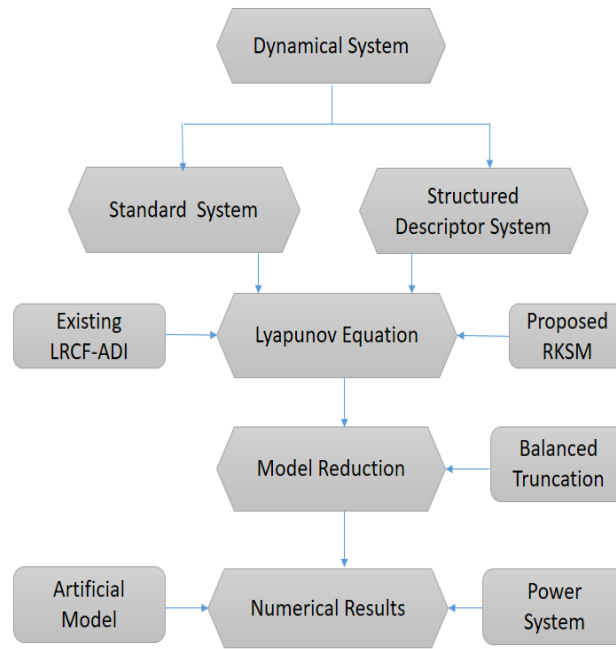 Dynamical System
Standard System
Structured
Descriptor System
Existing
LRCF-ADI
Lyapunov Equation
Proposed
RKSM
Model Reduction
Balanced
Truncation
Artificial
Model
Numerical Results
Power
System